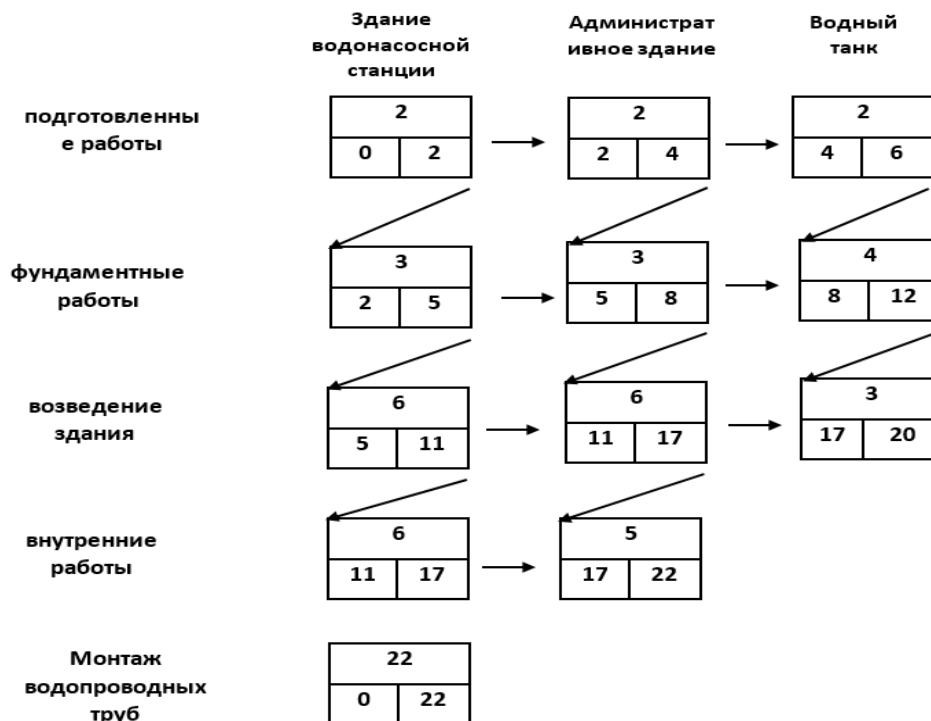 Здание
водонасосной
станции
Администрат
ивное здание
Водный
танк
подготовленны
е работы
2
0 2
2
2 4
2
4 6
фундаментные
работы
3
2 5
3
5 8
4
8 12
возведение
здания
6
5 11
6
11 17
3
17 20
внутренние
работы
6
11 17
5
17 22
Монтаж
водопроводных
труб
22
0 22